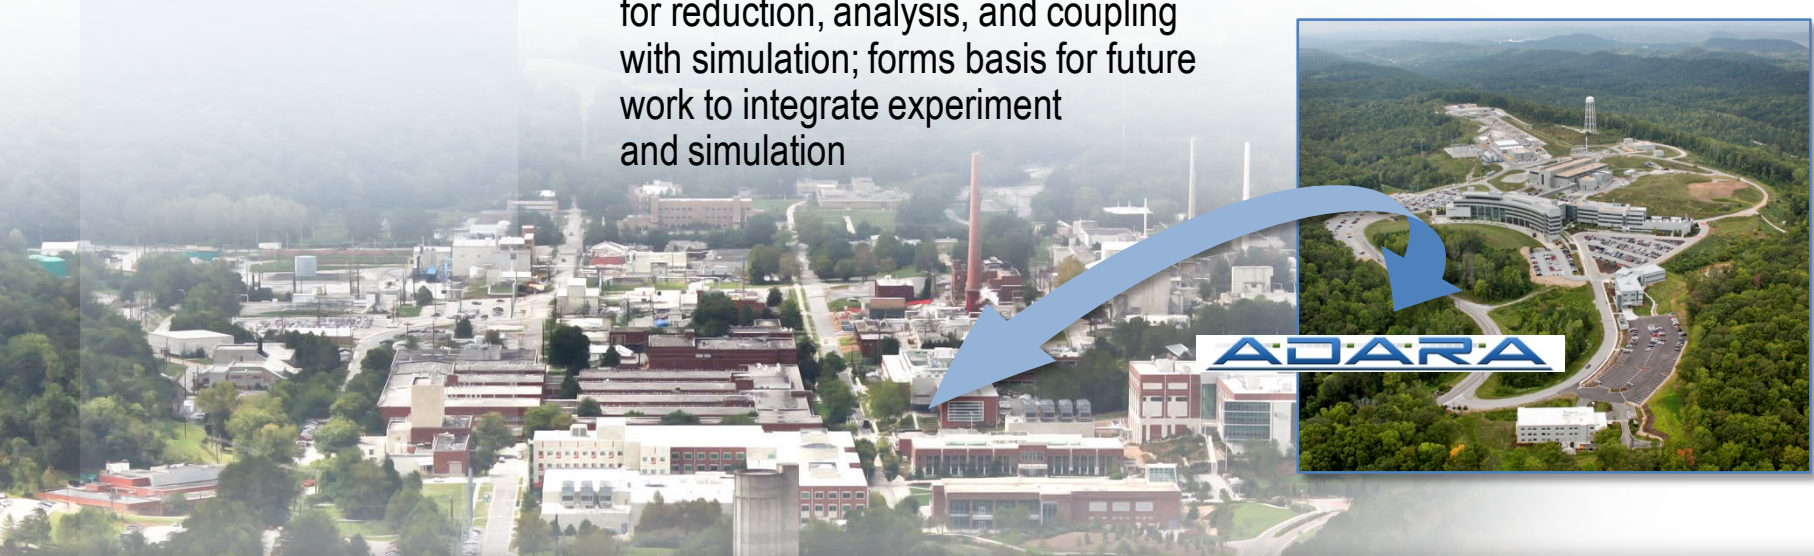 for reduction, analysis, and coupling
with simulation; forms basis for future
work to integrate experiment
and simulation
ADARA